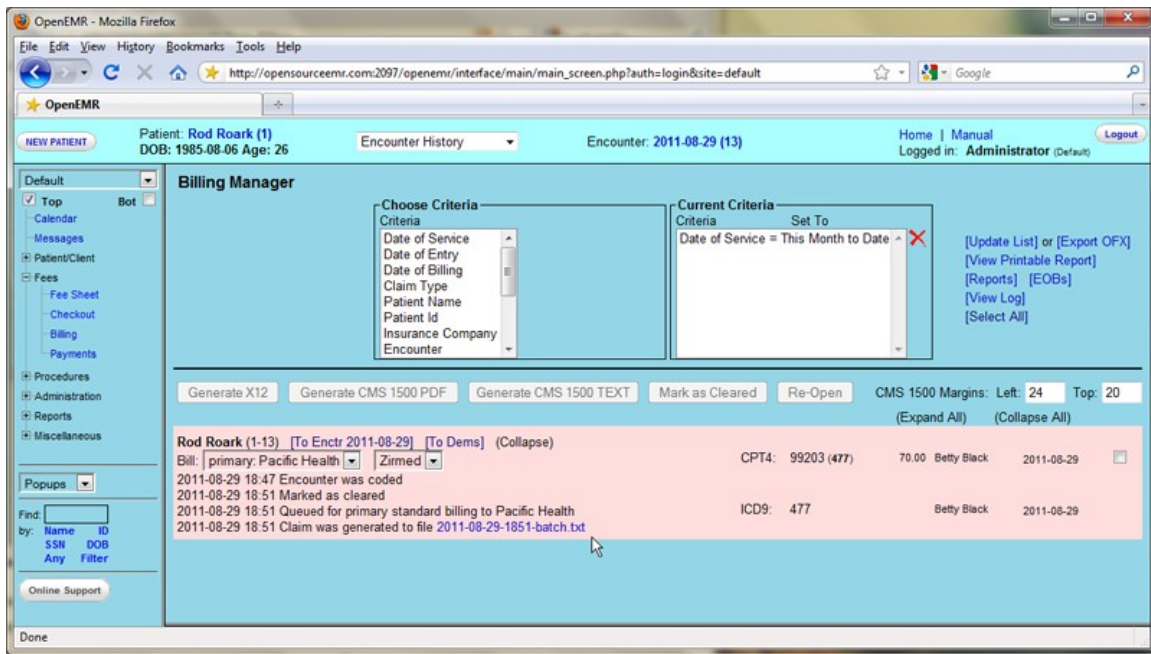 OpenEMR - Mozilla Firefox
File Edit View History Bookmarks Tools Help
http://opensourceemr.com:2097/openemr/interface/main/main_screen.php?auth=login&site=default
Google
OpenEMR
NEW PATIENT
Patient: Rod Roark (1)
DOB: 1985-08-06 Age: 26
Encounter History
Encounter: 2011-08-29 (13)
Home | Manual
Logged in: Administrator (Default)
Logout
Default
Top Bot
Calendar
Messages
Patient/Client
Fees
Fee Sheet
Checkout
Billing
Payments
Procedures
Administration
Reports
Miscellaneous
Popups
Find:
by: Name ID
SSN DOB
Any Filter
Online Support
Billing Manager
Choose Criteria
Criteria
Date of Service
Date of Entry
Date of Billing
Claim Type
Patient Name
Patient Id
Insurance Company
Encounter
Current Criteria
Criteria Set To
Date of Service = This Month to Date
[Update List] or [Export OFX]
[View Printable Report]
[Reports] [EOBs]
[View Log]
[Select All]
Generate X12 Generate CMS 1500 PDF Generate CMS 1500 TEXT Mark as Cleared Re-Open CMS 1500 Margins: Left: 24 Top: 20
(Expand All) (Collapse All)
Rod Roark (1-13) [To Enctr 2011-08-29] [To Dems] (Collapse)
Bill: primary: Pacific Health Zirmed
CPT4: 99203 (477) 70.00 Betty Black 2011-08-29
2011-08-29 18:47 Encounter was coded
2011-08-29 18:51 Marked as cleared
2011-08-29 18:51 Queued for primary standard billing to Pacific Health
ICD9: 477 Betty Black 2011-08-29
2011-08-29 18:51 Claim was generated to file 2011-08-29-1851-batch.txt
Done